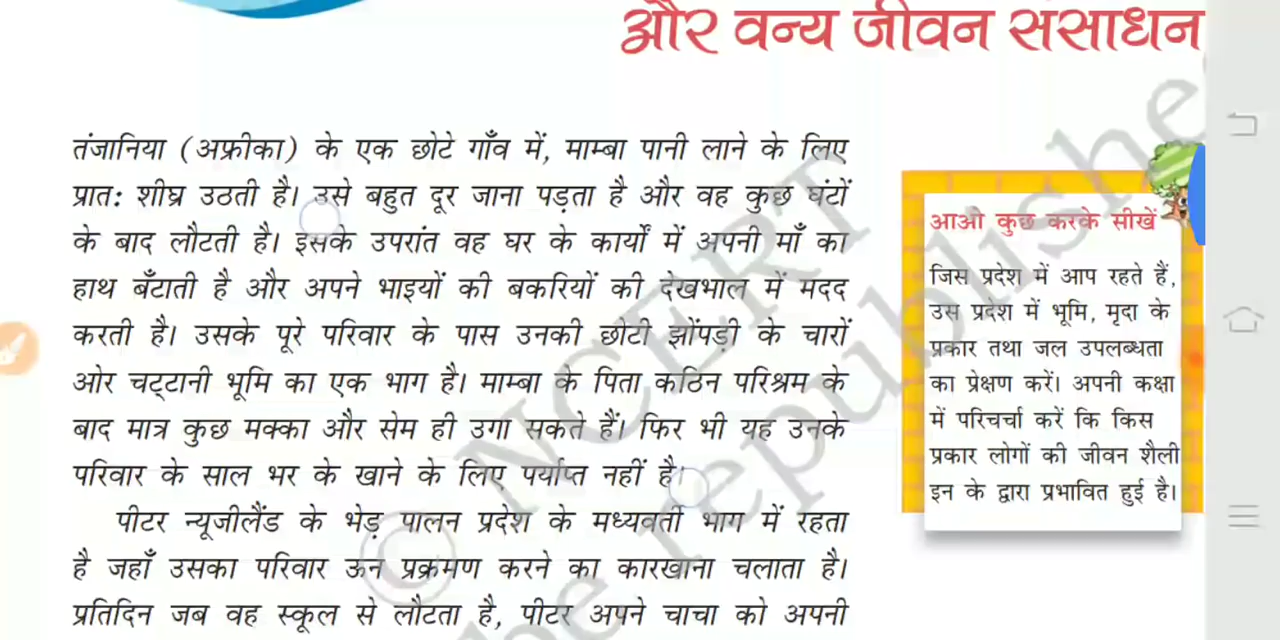 और वन्य जीवन संसाधन
तंजानिया (अफ्रीका) के एक छोटे गाँव में, माम्बा पानी लाने के लिए
प्रातः शीघ्र उठती है। उसे बहुत दूर जाना पड़ता है और वह कुछ घंटों
के बाद लौटती है। इसके उपरांत वह घर के कार्यों में अपनी माँ का
हाथ बँटाती है और अपने भाइयों की बकरियों की देखभाल में मदद
करती है। उसके पूरे परिवार के पास उनकी छोटी झोंपड़ी के चारों
ओर चट्टानी भूमि का एक भाग है। माम्बा के पिता कठिन परिश्रम के
बाद मात्र कुछ मक्का और सेम ही उगा सकते हैं। फिर भी यह उनके
परिवार के साल भर के खाने के लिए पर्याप्त नहीं है।
पीटर न्यूजीलैंड के भेड़ पालन प्रदेश के मध्यवर्ती भाग में रहता
है जहाँ उसका परिवार ऊन प्रक्रमण करने का कारखाना चलाता है।
प्रतिदिन जब वह स्कूल से लौटता है, पीटर अपने चाचा को अपनी
आओ कुछ करके सीखें
जिस प्रदेश में आप रहते हैं,
उस प्रदेश में भूमि, मृदा के
प्रकार तथा जल उपलब्धता
का प्रेक्षण करें। अपनी कक्षा
में परिचर्चा करें कि किस
प्रकार लोगों की जीवन शैली
इन के द्वारा प्रभावित हुई है।
© NCERT
be republishe